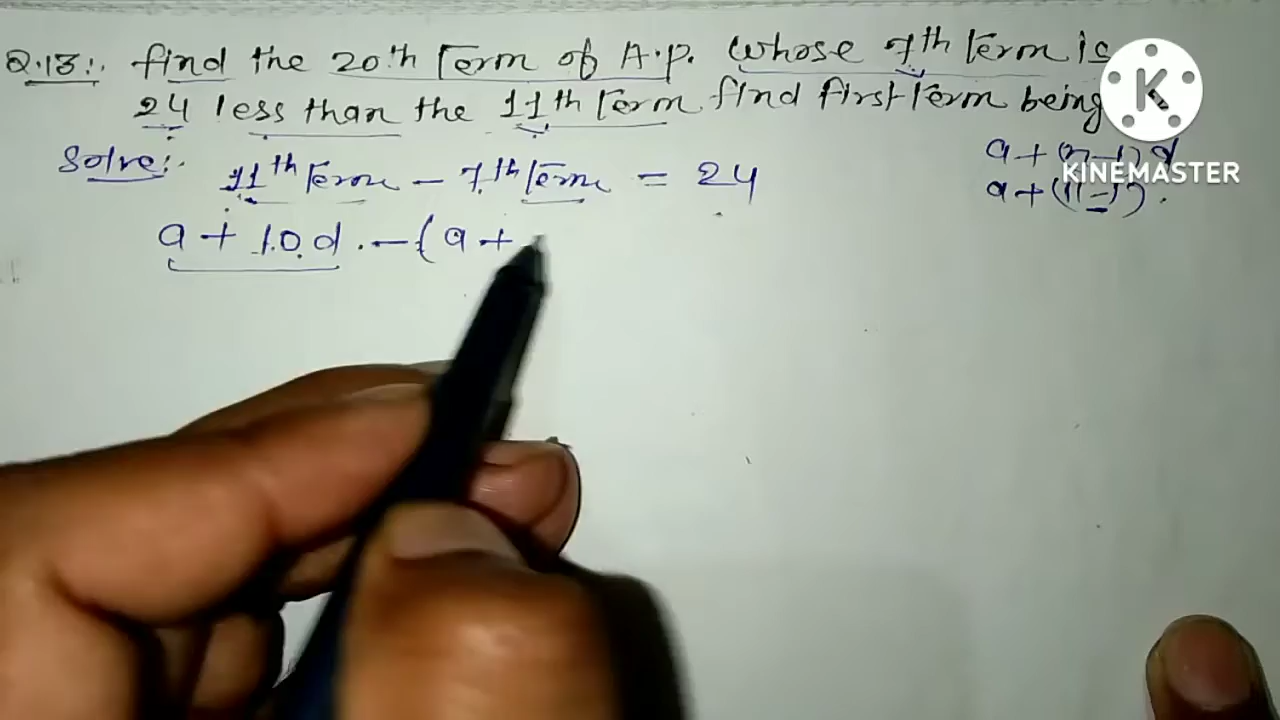 Q.13:. find the 20th Term of A.P. whose 7th term is
24 less than the 11th term find first Term being
Solve:. 11th Term - 7th Term = 24
a + (n-1) d
a + (11-1) .
a + 10d. - (a +
K
KINEMASTER